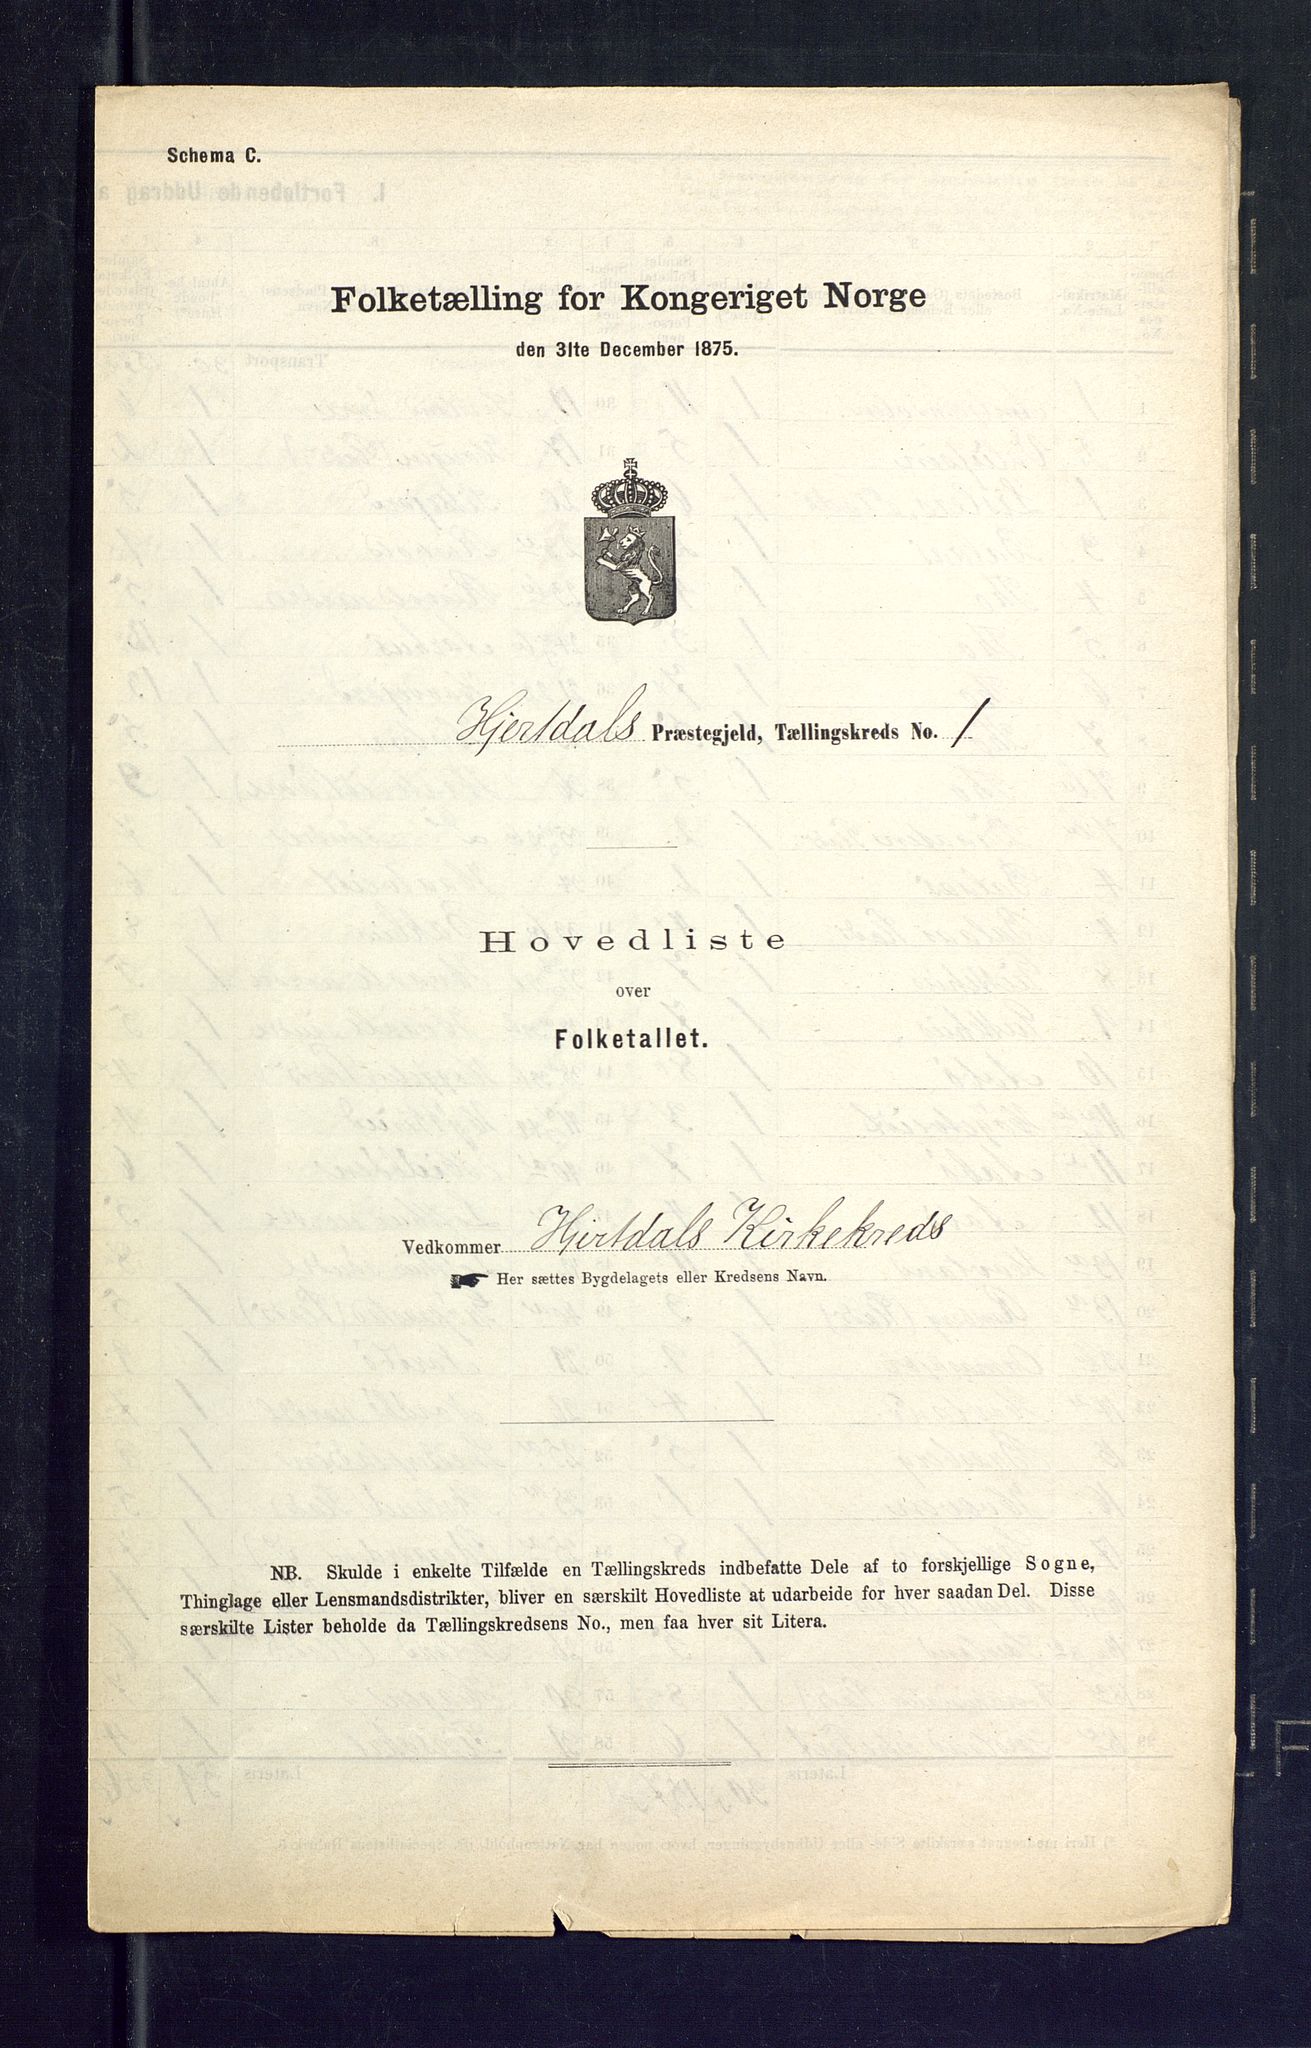 Schema C.
Folketælling for Kongeriget Norge
den 31te December 1875.
Hjertdals Præstegjeld, Tællingskreds No. 1
Hovedliste
over
Folketallet.
Vedkommer Hjertdals Kirkekreds
Her sættes Bygdelagets eller Kredsens Navn.
NB. Skulde i enkelte Tilfælde en Tællingskreds indbefatte Dele af to forskjellige Sogne,
Thinglage eller Lensmandsdistrikter, bliver en særskilt Hovedliste at udarbeide for hver saadan Del. Disse
særskilte Lister beholde da Tællingskredsens No., men faa hver sit Litera.